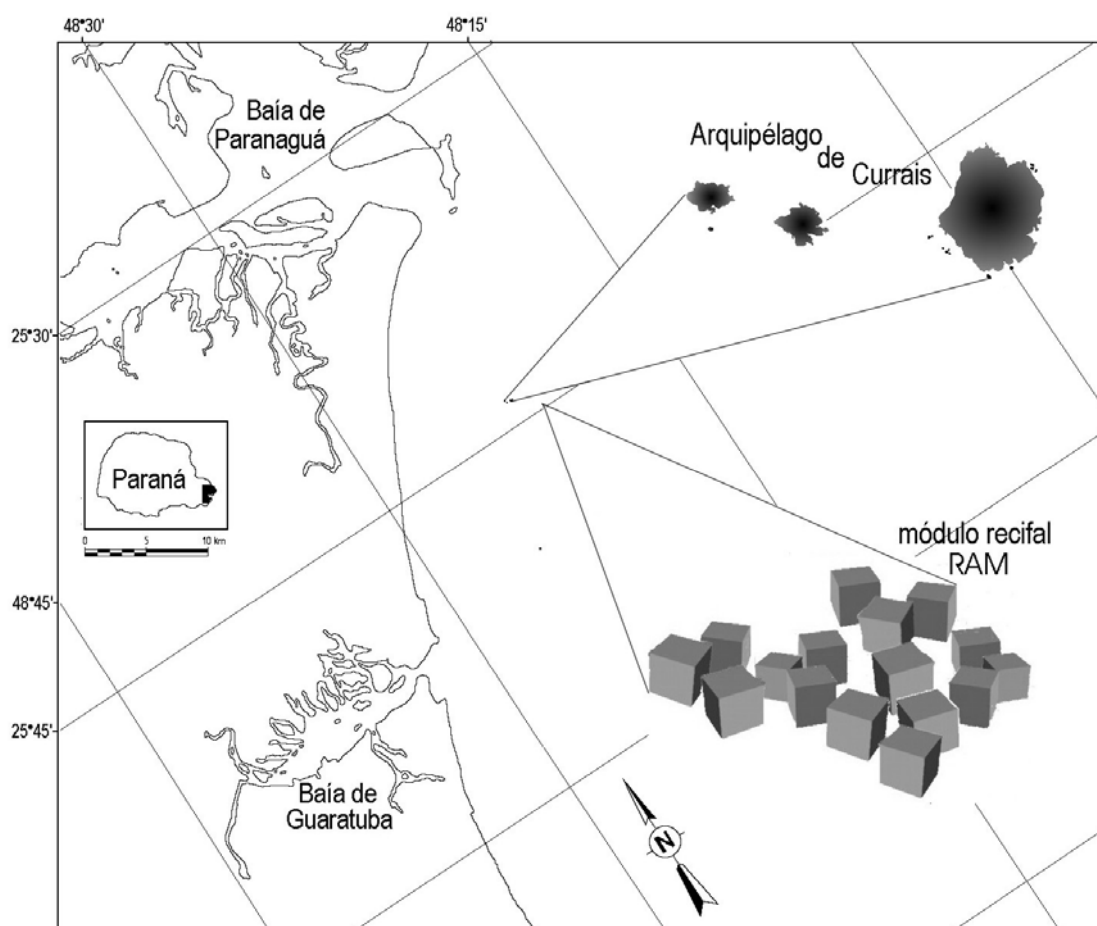 48°30'
48°15'
Baía de
Paranaguá
Arquipélago
de
Currais
25°30'
Paraná
0 5 10 km
módulo recifal
RAM
48°45'
25°45'
Baía de
Guaratuba
N